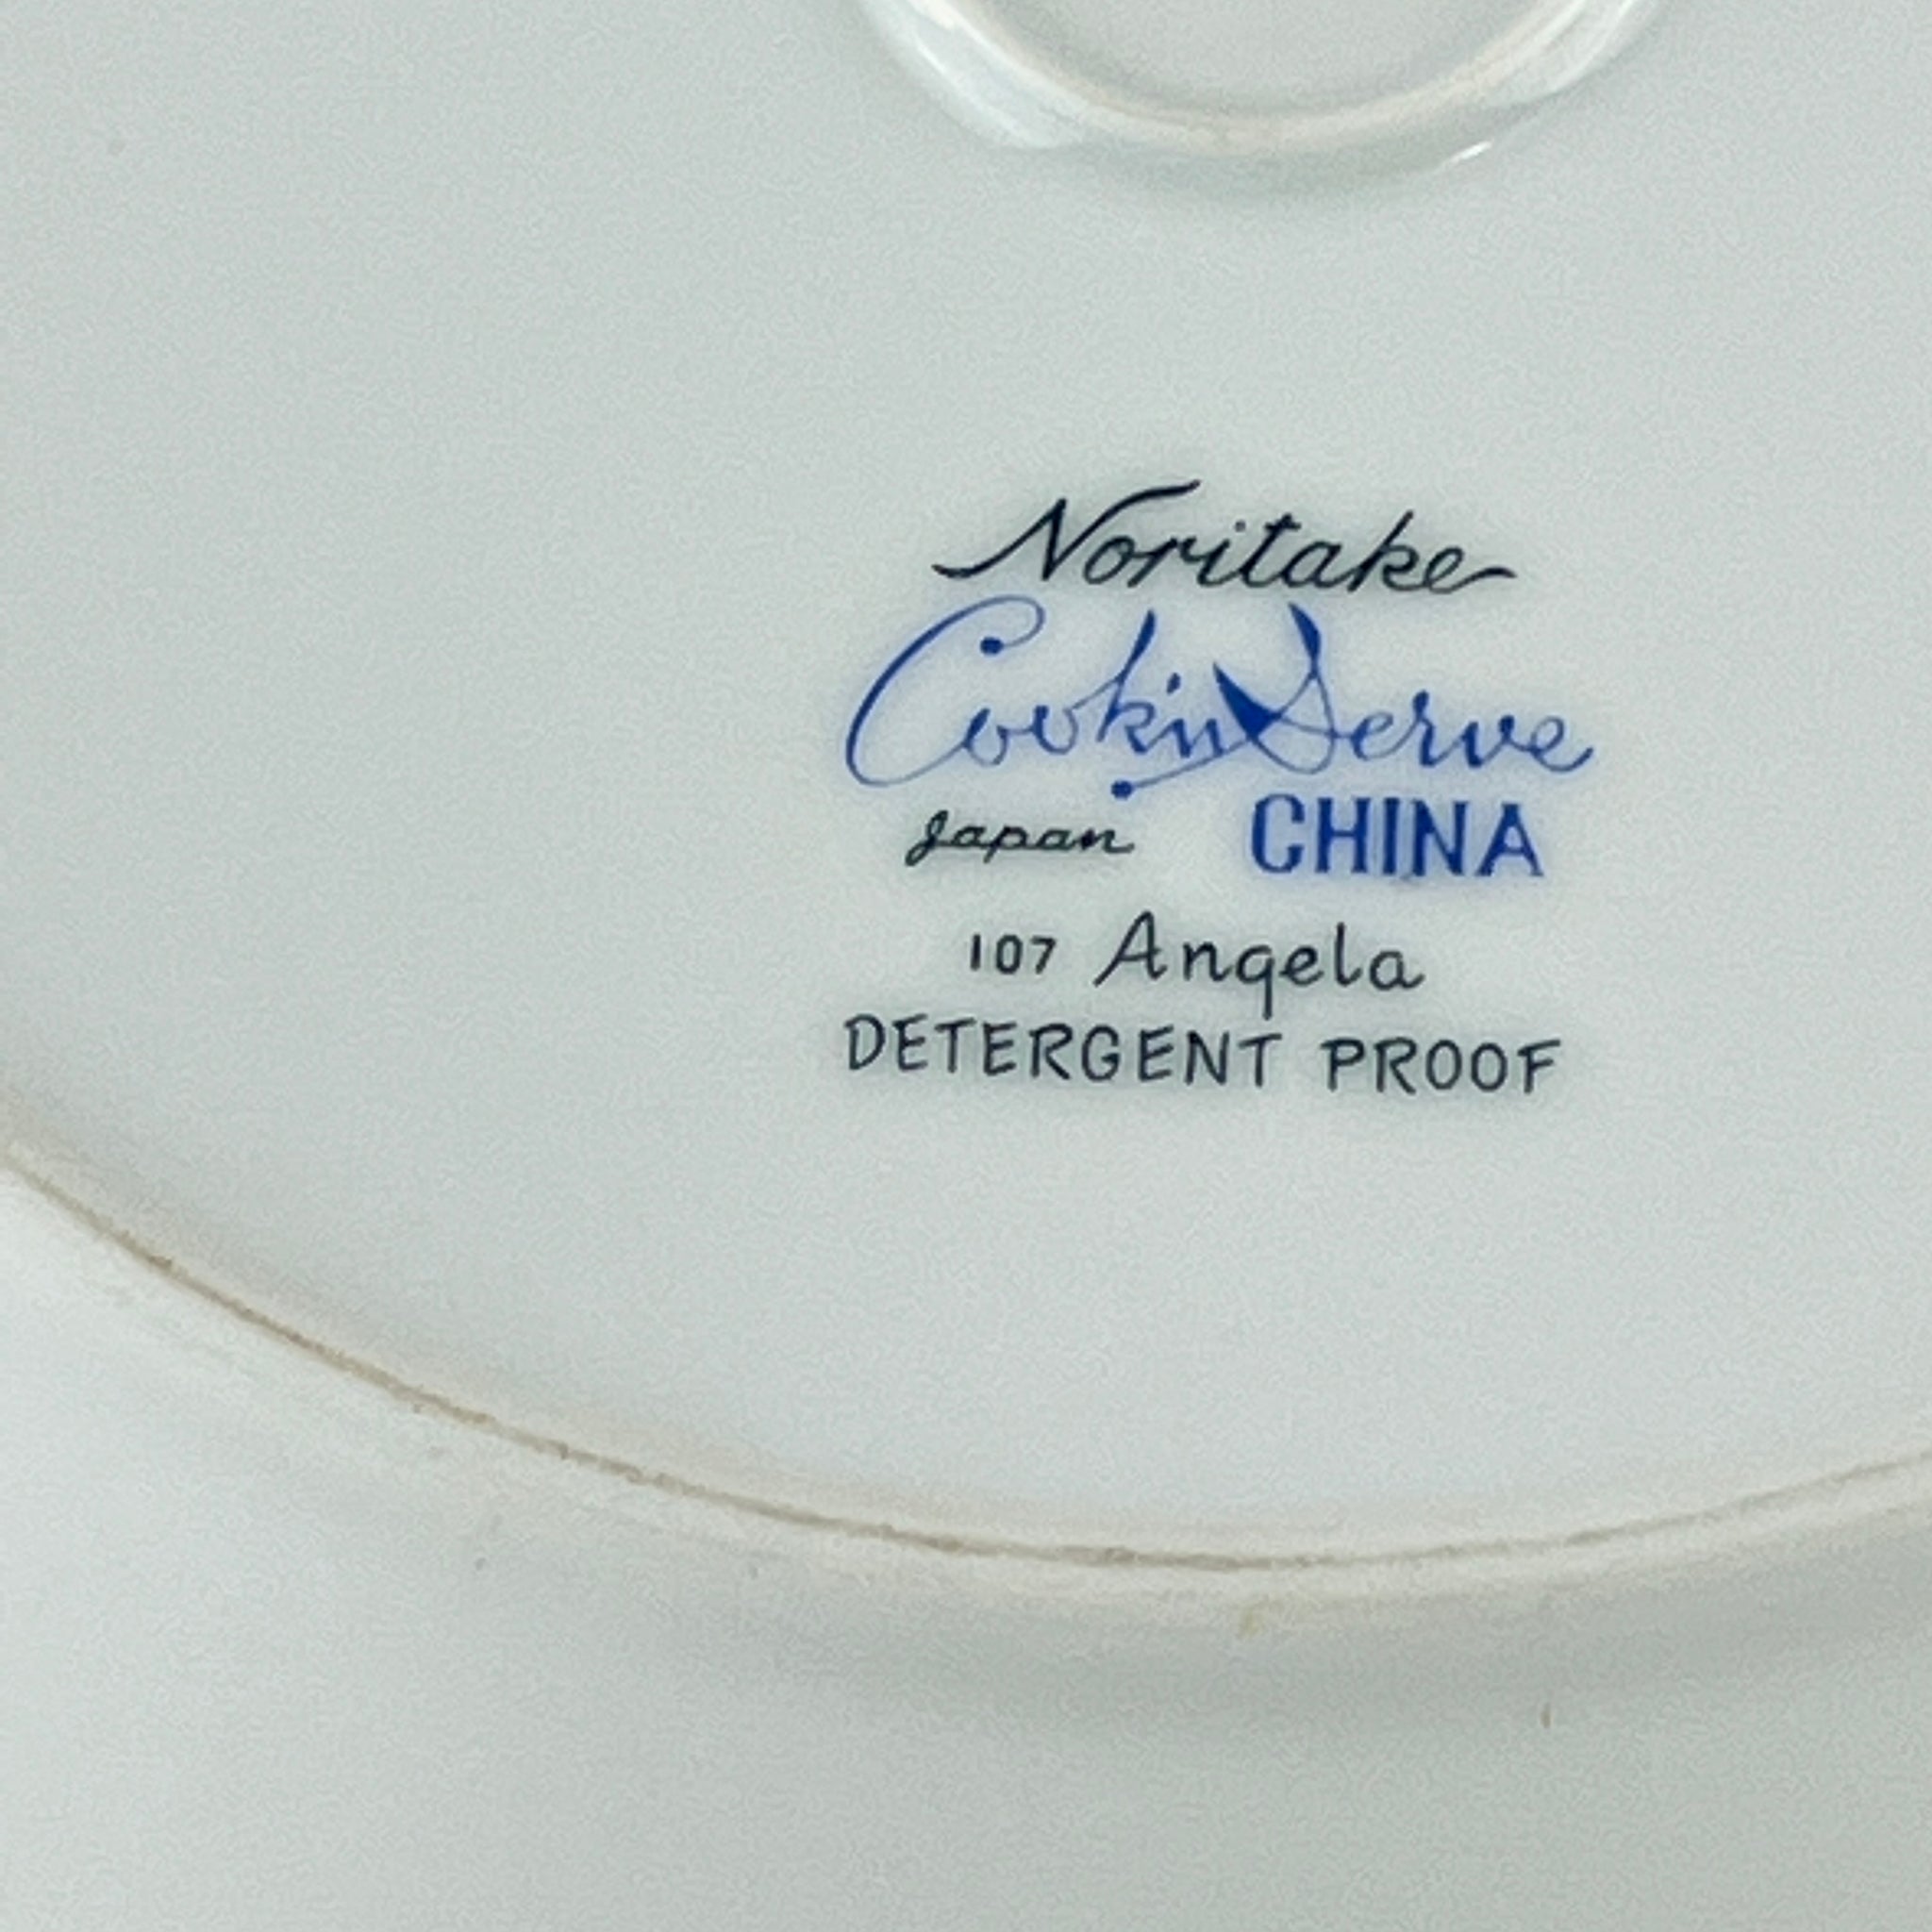 Noritake
Cook'n Serve
Japan CHINA
107 Angela
DETERGENT PROOF